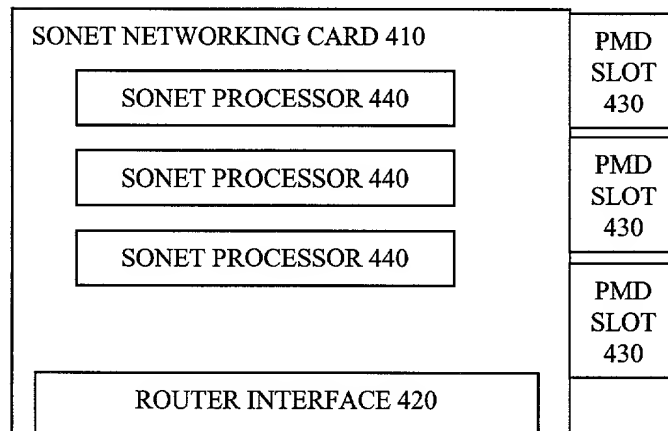 SONET NETWORKING CARD 410
SONET PROCESSOR 440
SONET PROCESSOR 440
SONET PROCESSOR 440
ROUTER INTERFACE 420
PMD
SLOT
430
PMD
SLOT
430
PMD
SLOT
430